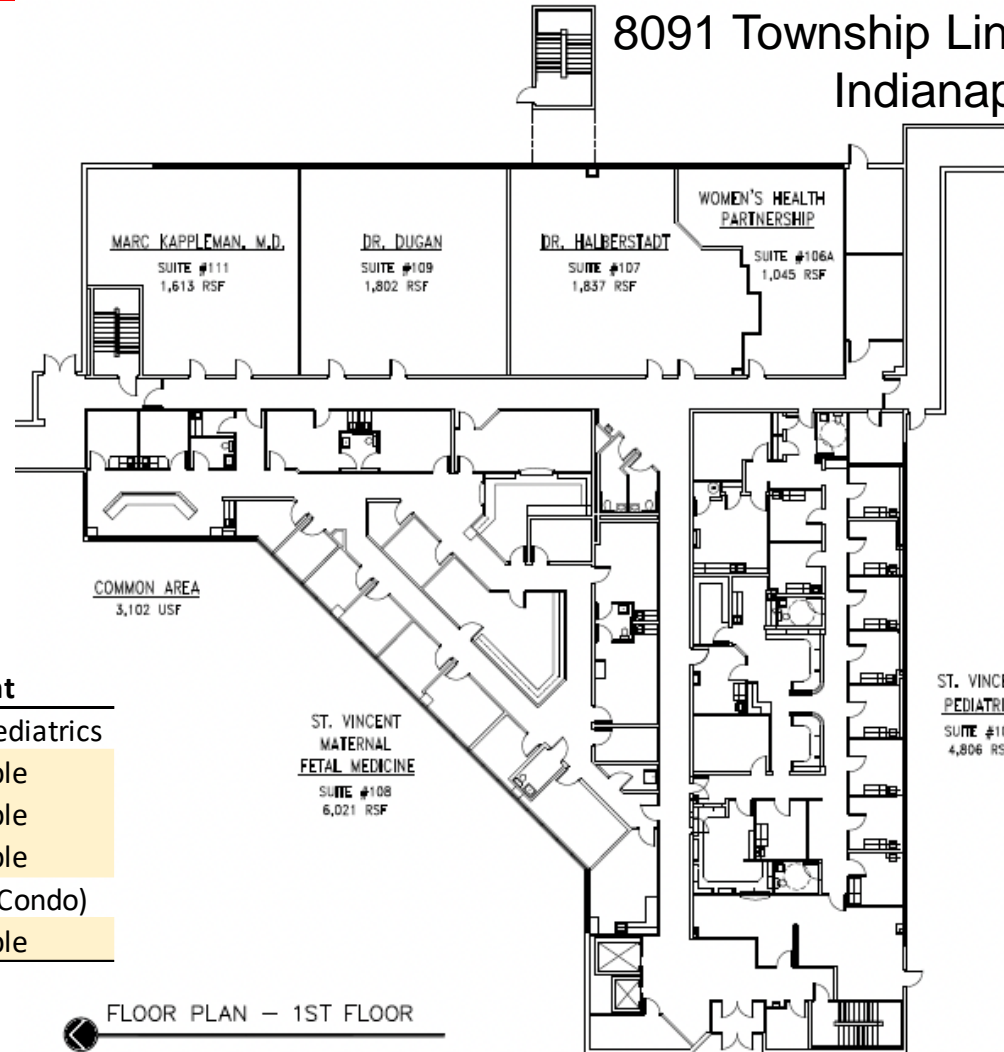 8091 Township Lin
Indianap
MARC KAPPLEMAN, M.D.
SUITE #111
1,613 RSF
DR. DUGAN
SUITE #109
1,802 RSF
DR. HALBERSTADT
SUITE #107
1,837 RSF
WOMEN'S HEALTH
PARTNERSHIP
SUITE #106A
1,045 RSF
COMMON AREA
3,102 USF
ST. VINCENT
MATERNAL
FETAL MEDICINE
SUITE #108
6,021 RSF
ST. VINCE
PEDIATRI
SUITE #10
4,806 RS
nt
ediatrics
ble
ble
ble
Condo)
ble
FLOOR PLAN – 1ST FLOOR